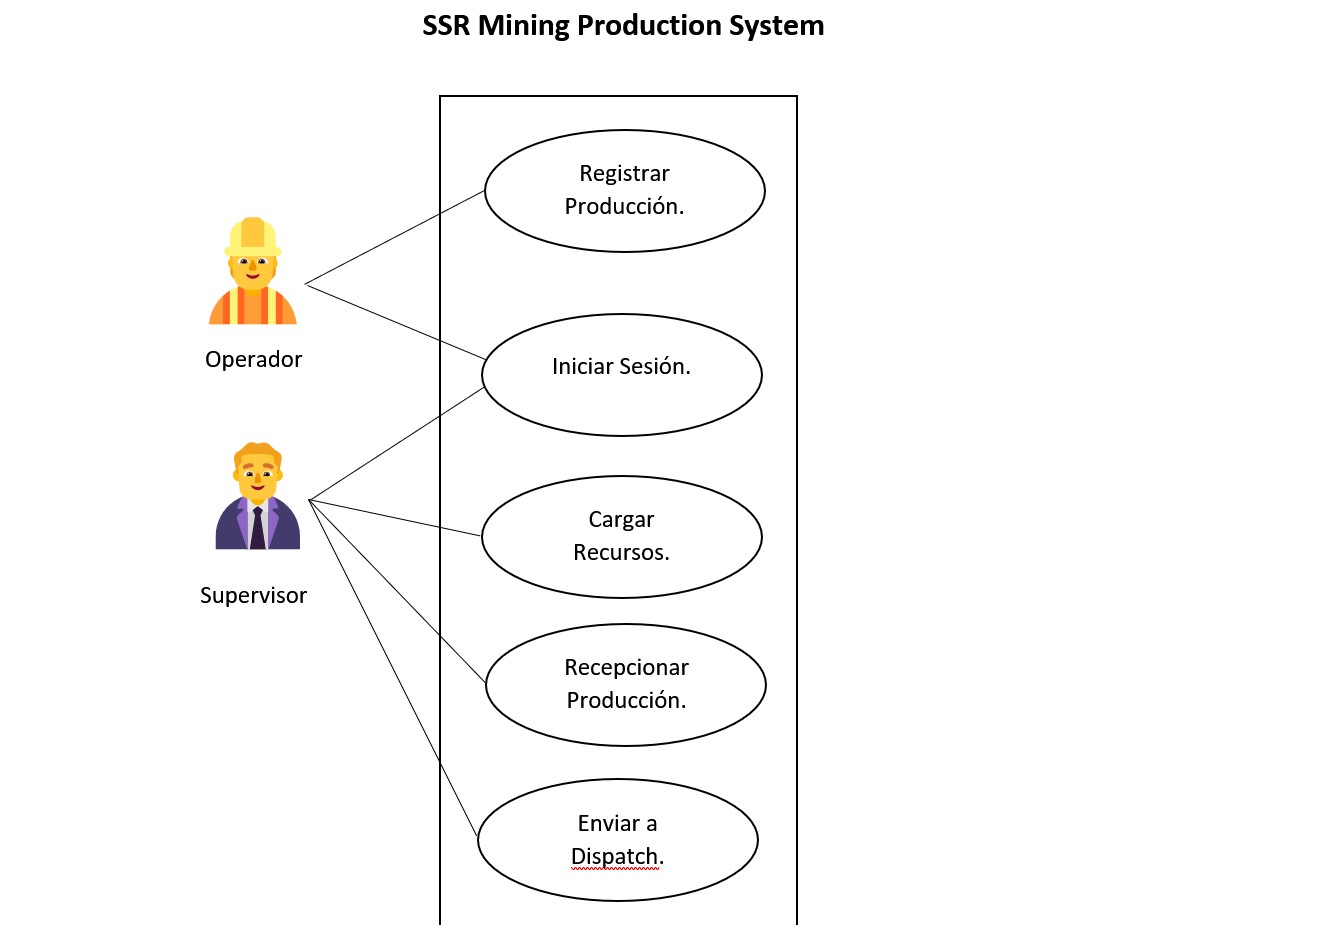 SSR Mining Production System
Registrar
Producción.
Operador
Iniciar Sesión.
Cargar
Recursos.
Supervisor
Recepcionar
Producción.
Enviar a
Dispatch.